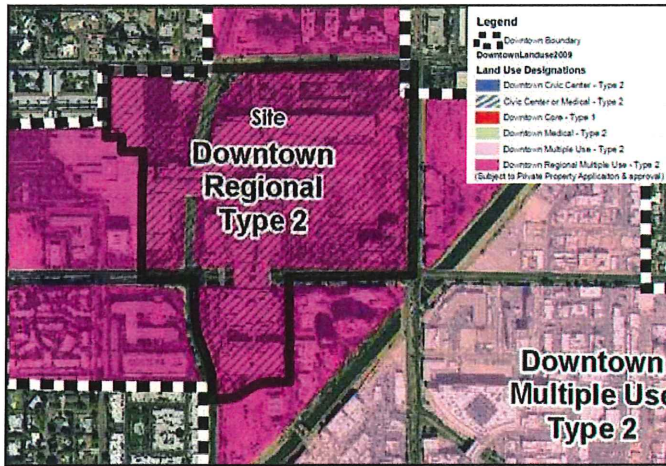 Legend
Downtown Boundary
DowntownLanduse2009
Land Use Designations
Downtown Civic Center - Type 2
Civic Center or Medical - Type 2
Downtown Core - Type 1
Downtown Medical - Type 2
Downtown Multiple Use - Type 2
Downtown Regional Multiple Use - Type 2
(Subject to Private Property Applicaiton & approval)
Site
Downtown
Regional
Type 2
Downtown
Multiple Use
Type 2